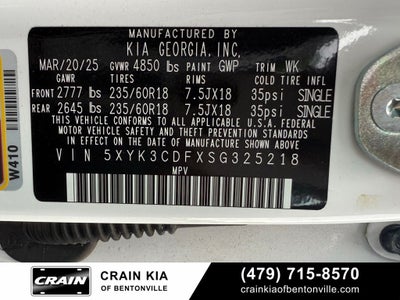 MANUFACTURED BY
KIA GEORGIA, INC.
MAR/20/25 GVWR 4850 lbs PAINT GWP TRIM WK
GAWR TIRES RIMS COLD TIRE INFL
FRONT 2777 lbs 235/60R18 7.5JX18 35psi SINGLE
REAR 2645 lbs 235/60R18 7.5JX18 35psi SINGLE
THIS VEHICLE CONFORMS TO ALL APPLICABLE U.S. FEDERAL
MOTOR VEHICLE SAFETY AND THEFT PREVENTION STANDARDS
IN EFFECT ON THE DATE OF MANUFACTURE SHOWN ABOVE.
VIN 5XYK3CDFXSG325218
MPV
W410
CRAIN
CRAIN KIA
OF BENTONVILLE
(479) 715-8570
crainkiaofbentonville.com